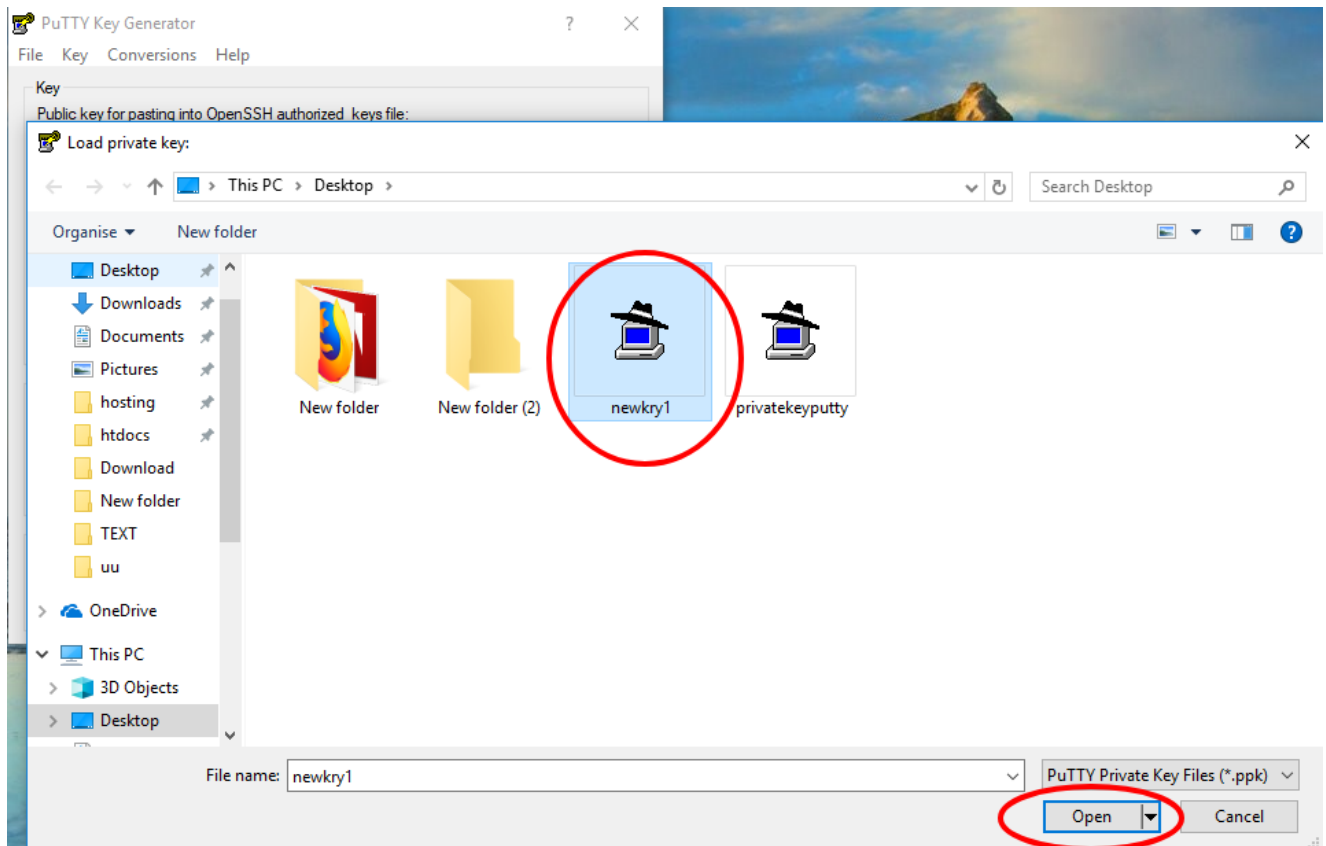 PuTTY Key Generator ?
File Key Conversions Help
Key
Public key for pasting into OpenSSH authorized_keys file:
Load private key:
This PC > Desktop >
Search Desktop
Organise New folder
Desktop
Downloads
Documents
Pictures
hosting
htdocs
Download
New folder
TEXT
uu
OneDrive
This PC
3D Objects
Desktop
New folder
New folder (2)
newkry1
privatekeyputty
File name: newkry1
PuTTY Private Key Files (*.ppk)
Open Cancel